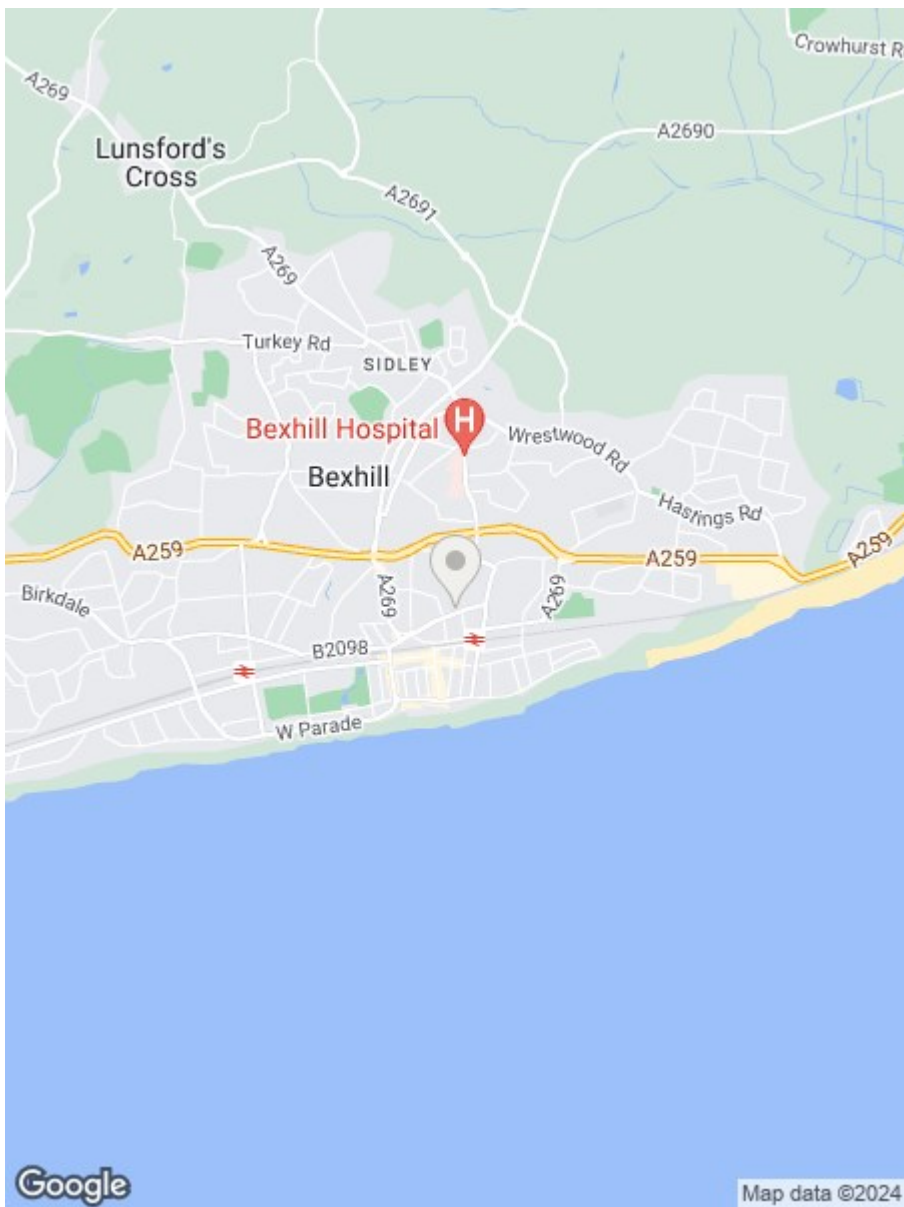 Crowhurst R
A269
A2690
Lunsford's
Cross
A2691
A269
Turkey Rd
SIDLEY
H
Bexhill Hospital
Wrestwood Rd
Bexhill
Hastings Rd
A259
A259
A259
Birkdale
A269
A269
B2098
W Parade
Google
Map data ©2024